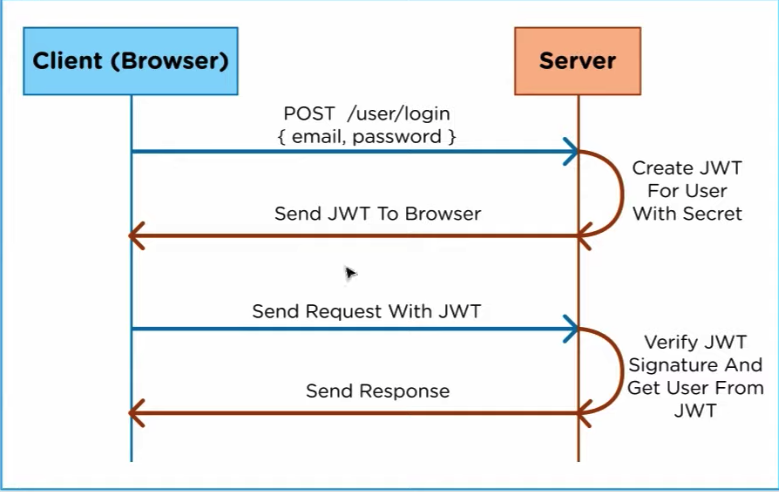 Client (Browser)
Server
POST /user/login
{ email, password }
Create JWT
For User
With Secret
Send JWT To Browser
Send Request With JWT
Verify JWT
Signature And
Get User From
JWT
Send Response